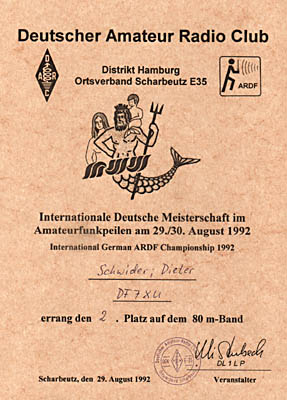 Deutscher Amateur Radio Club
Distrikt Hamburg
Ortsverband Scharbeutz E35
D A R C
ARDF
Internationale Deutsche Meisterschaft im
Amateurfunkpeilen am 29./30. August 1992
International German ARDF Championship 1992
Schwider, Dieter
DF7XU
errang den 2. Platz auf dem 80 m-Band
DL1LP
Scharbeutz, den 29. August 1992 Veranstalter